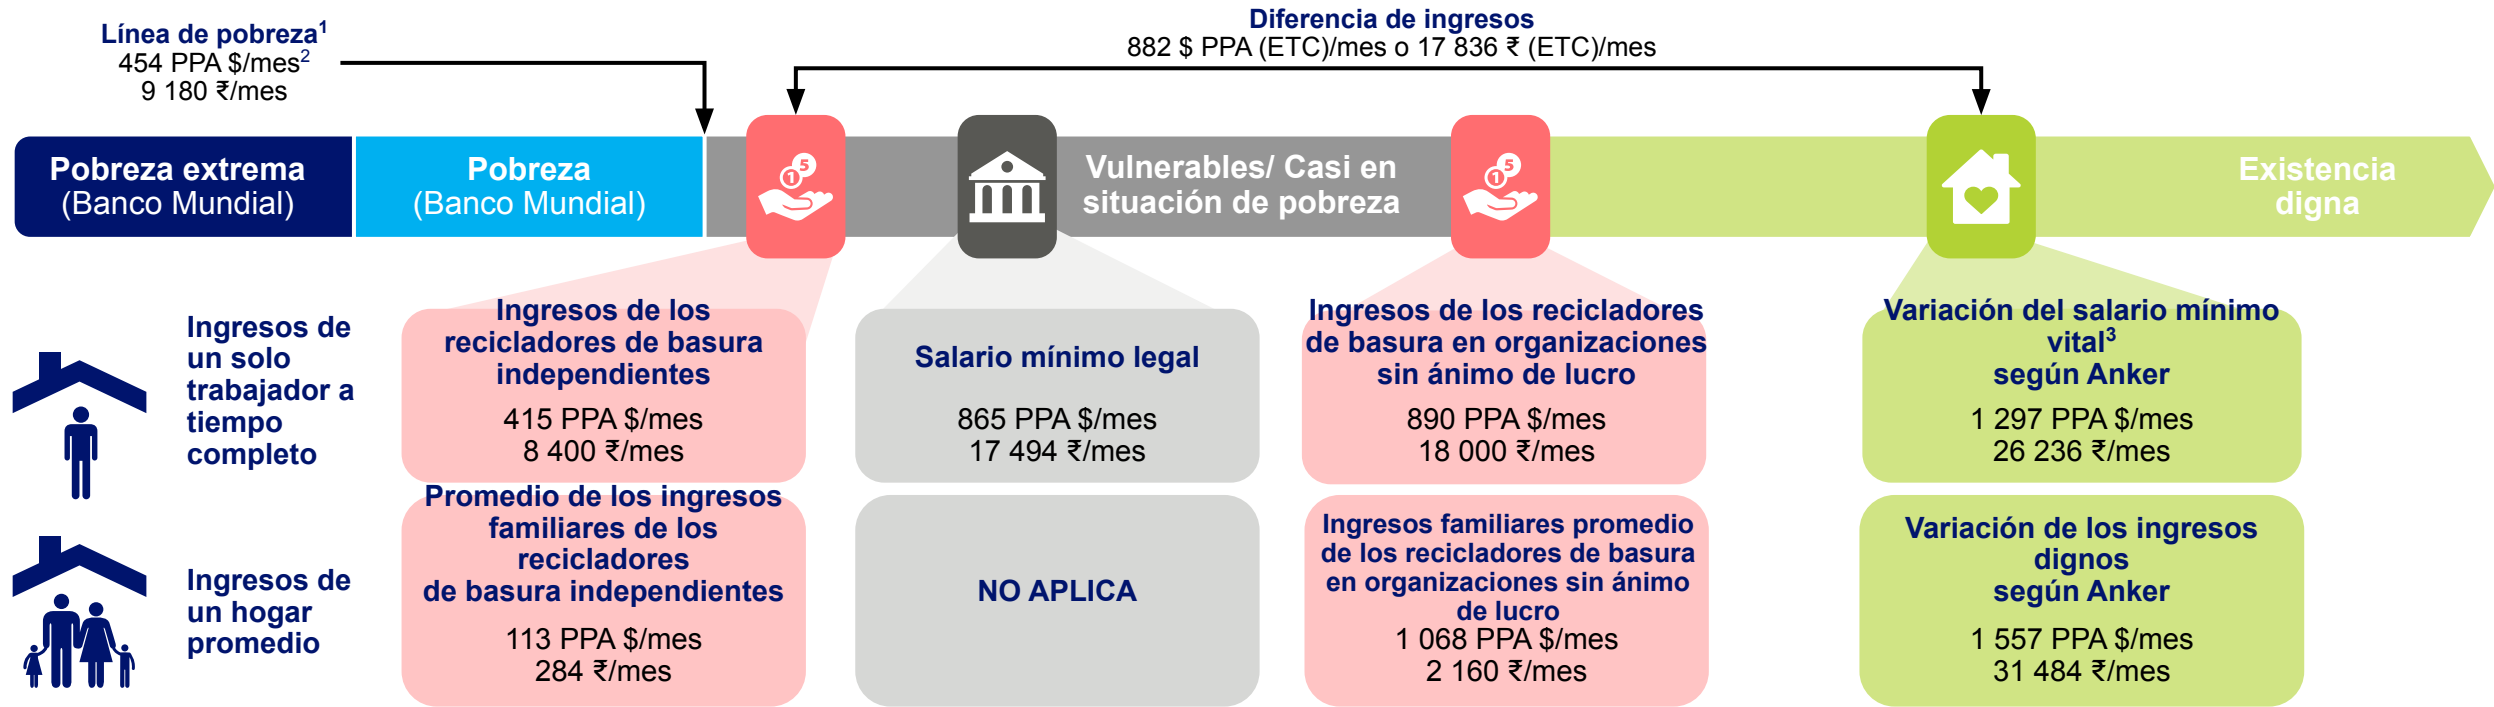 Línea de pobreza¹
454 PPA $/mes²
9 180 ₹/mes
Diferencia de ingresos
882 $ PPA (ETC)/mes o 17 836 ₹ (ETC)/mes
Pobreza extrema
(Banco Mundial)
Pobreza
(Banco Mundial)
5
1
Vulnerables/ Casi en
situación de pobreza
5
1
Existencia
digna
Ingresos de
un solo
trabajador a
tiempo
completo
Ingresos de los
recicladores de basura
independientes
415 PPA $/mes
8 400 ₹/mes
Salario mínimo legal
865 PPA $/mes
17 494 ₹/mes
Ingresos de los recicladores
de basura en organizaciones
sin ánimo de lucro
890 PPA $/mes
18 000 ₹/mes
Variación del salario mínimo
vital³
según Anker
1 297 PPA $/mes
26 236 ₹/mes
Ingresos de
un hogar
promedio
Promedio de los ingresos
familiares de los
recicladores
de basura independientes
113 PPA $/mes
284 ₹/mes
NO APLICA
Ingresos familiares promedio
de los recicladores de basura
en organizaciones sin ánimo
de lucro
1 068 PPA $/mes
2 160 ₹/mes
Variación de los ingresos
dignos
según Anker
1 557 PPA $/mes
31 484 ₹/mes